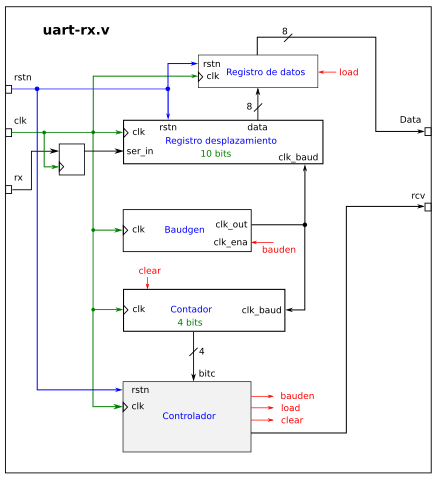 uart-rx.v
8
rstn
clk
Registro de datos
load
rstn
8
Data
clk
clk
rstn
data
Registro desplazamiento
ser_in
10 bits
clk_baud
rx
rcv
clk
Baudgen
clk_out
clk_ena
bauden
clear
clk
Contador
clk_baud
4 bits
4
bitc
rstn
clk
Controlador
bauden
load
clear